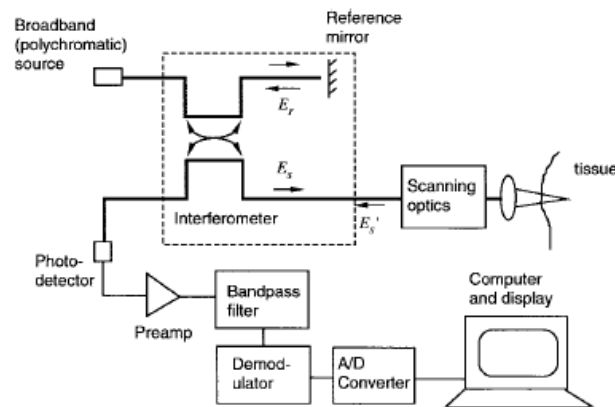 Broadband
(polychromatic)
source
Reference
mirror
E_r
E_s
E_s'
Interferometer
Scanning
optics
tissue
Photo-
detector
Preamp
Bandpass
filter
Demod-
ulator
A/D
Converter
Computer
and display